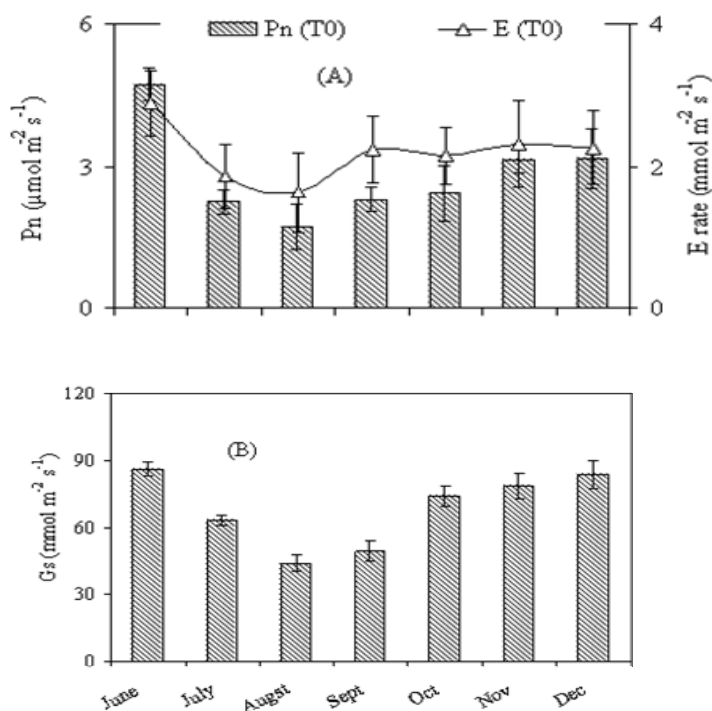 6
4
Pn (T0)
E (T0)
(A)
3
2
Pn (µmol m-2 s-1)
E rate (mmol m-2 s-1)
0
0
120
(B)
90
60
30
0
Gs (mmol m-2 s-1)
June
July
Augst
Sept
Oct
Nov
Dec